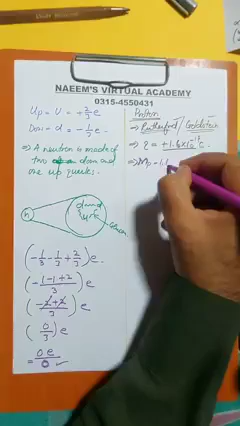 NAEEM'S VIRTUAL ACADEMY
0315-4550431
Up = U = +2/3 e
Down = d = -1/3 e
⇒ A neutron is made of
two down and
one up quarks.
n
(-1/3 - 1/3 + 2/3) e
(-1-1+2 / 3) e
(-2+2 / 3) e
(0/3) e
= 0.e / 0 ✓
Proton
→ Rutherford / Goldstein
⇒ q = +1.6×10⁻¹⁹C
⇒ Mp = 1.